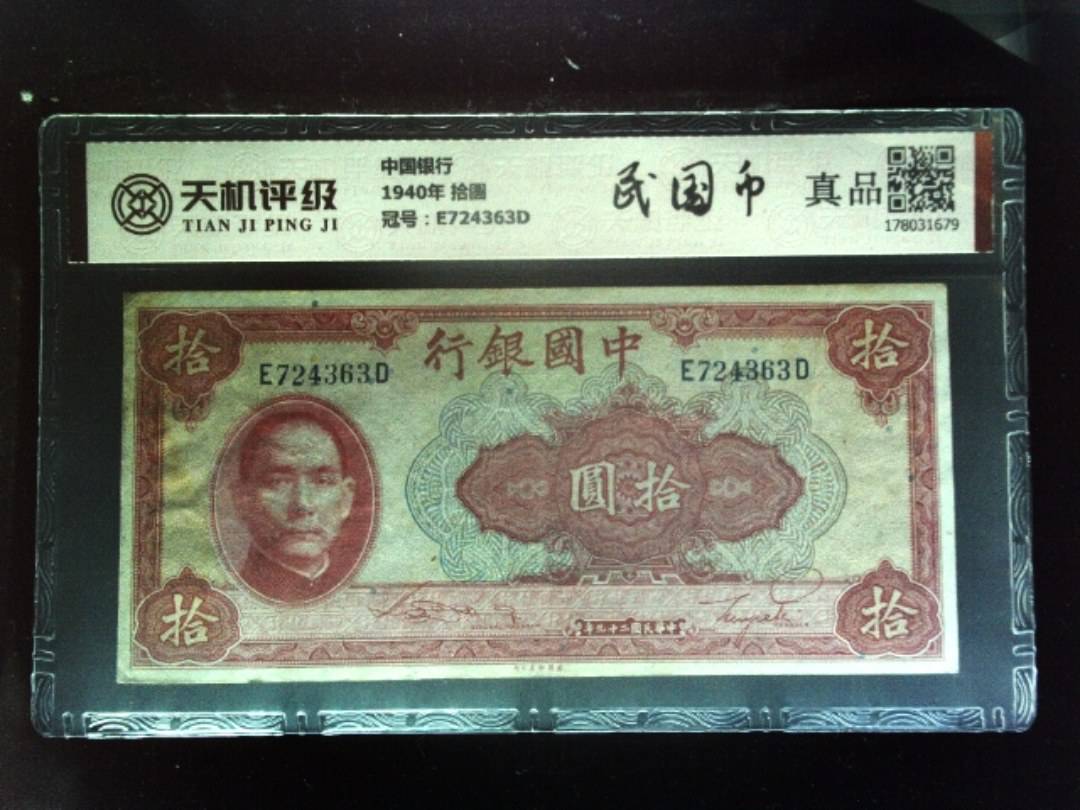 天机评级
TIAN JI PING JI
中国银行
1940年 拾圆
冠号：E724363D
民国币
真品
178031679
拾
行銀國中
拾
E724363D
E724363D
圓拾
拾
拾